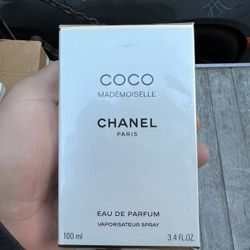 COCO
MADEMOISELLE
CHANEL
PARIS
EAU DE PARFUM
VAPORISATEUR SPRAY
100 ml 3.4 FL.OZ.